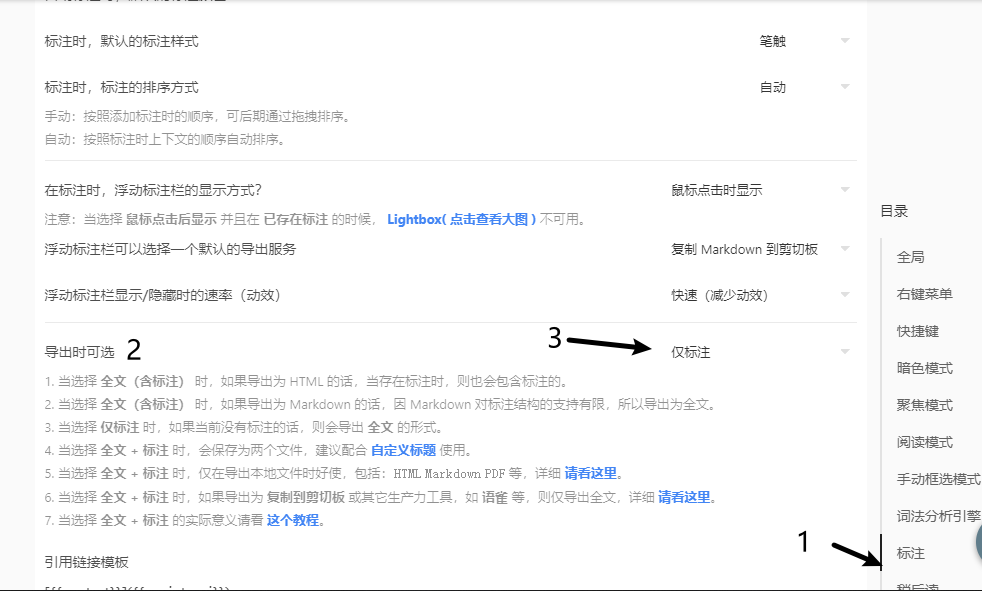 标注时，默认的标注样式 笔触
标注时，标注的排序方式 自动
手动：按照添加标注时的顺序，可后期通过拖拽排序。
自动：按照标注时上下文的顺序自动排序。
在标注时，浮动标注栏的显示方式？ 鼠标点击时显示
注意：当选择 鼠标点击后显示 并且在 已存在标注 的时候， Lightbox( 点击查看大图 ) 不可用。
浮动标注栏可以选择一个默认的导出服务 复制 Markdown 到剪切板
浮动标注栏显示/隐藏时的速率（动效） 快速（减少动效）
导出时可选 2 3 仅标注
1. 当选择 全文（含标注） 时，如果导出为 HTML 的话，当存在标注时，则也会包含标注的。
2. 当选择 全文（含标注） 时，如果导出为 Markdown 的话，因 Markdown 对标注结构的支持有限，所以导出为全文。
3. 当选择 仅标注 时，如果当前没有标注的话，则会导出 全文 的形式。
4. 当选择 全文 + 标注 时，会保存为两个文件，建议配合 自定义标题 使用。
5. 当选择 全文 + 标注 时，仅在导出本地文件时好使，包括：HTML Markdown PDF 等，详细 请看这里。
6. 当选择 全文 + 标注 时，如果导出为 复制到剪切板 或其它生产力工具，如 语雀 等，则仅导出全文，详细 请看这里。
7. 当选择 全文 + 标注 的实际意义请看 这个教程。
引用链接模板
目录
全局
右键菜单
快捷键
暗色模式
聚焦模式
阅读模式
手动框选模式
词法分析引擎
1 标注
稍后读